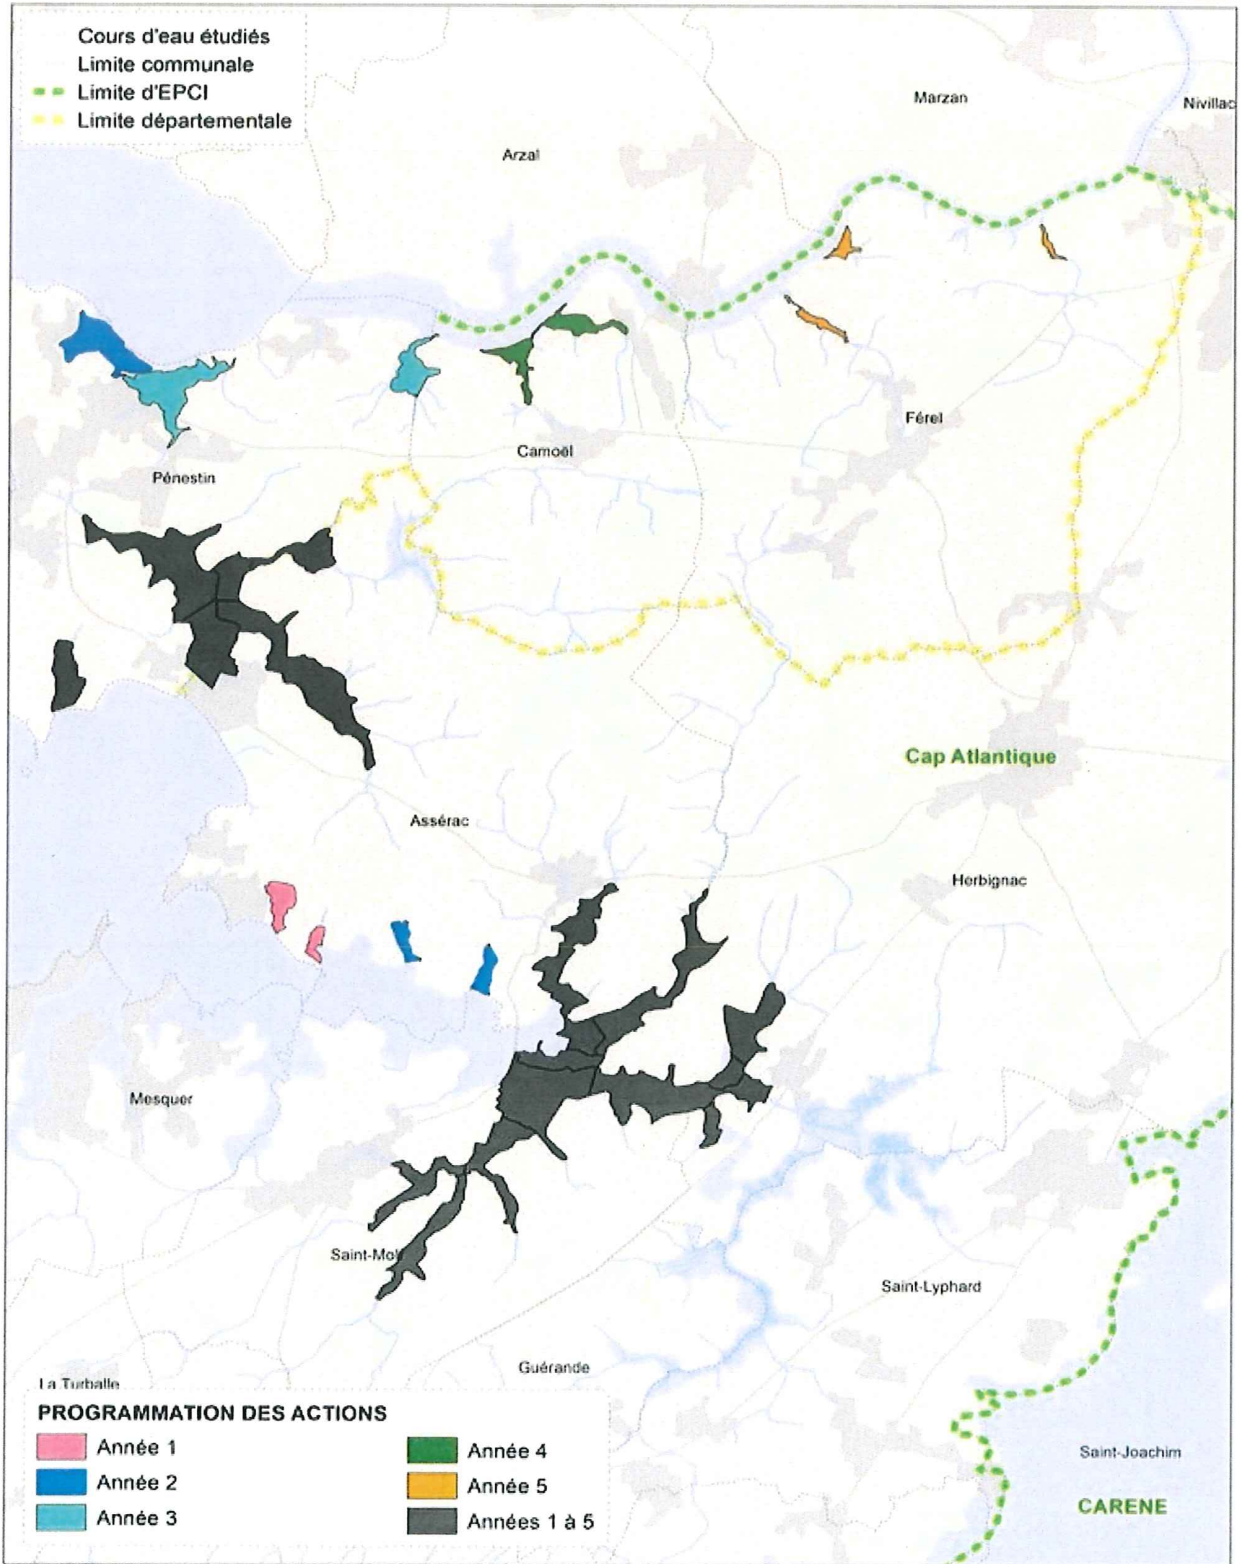 Cours d'eau étudiés
Limite communale
Limite d'EPCI
Limite départementale
Marzan
Nivillac
Arzal
Férel
Camoël
Pénestin
Cap Atlantique
Assérac
Herbignac
Mesquer
Saint-Mol
Saint-Lyphard
Guérande
La Turballe
PROGRAMMATION DES ACTIONS
Année 1
Année 2
Année 3
Année 4
Année 5
Années 1 à 5
Saint-Joachim
CARENE